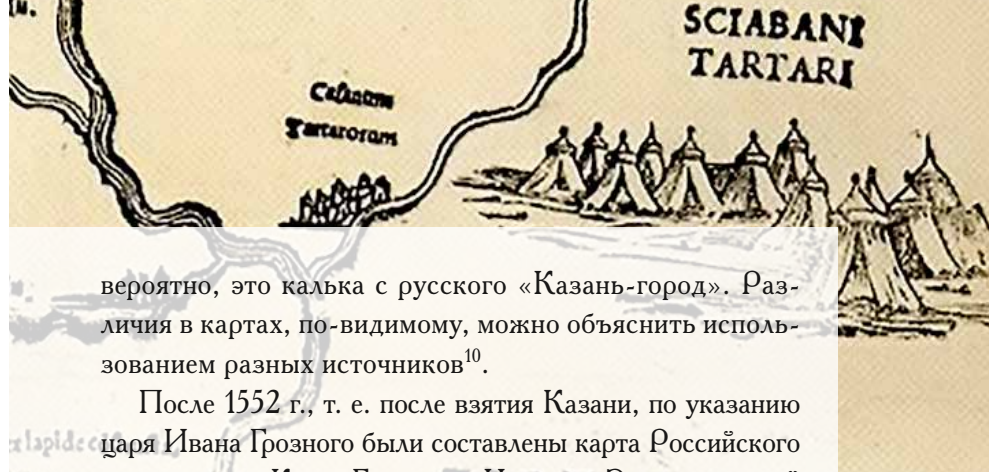 SCIABANI
TARTARI
Casanum
Tartarorum
вероятно, это калька с русского «Казань-город». Раз-
личия в картах, по-видимому, можно объяснить исполь-
зованием разных источников¹⁰.
После 1552 г., т. е. после взятия Казани, по указанию
царя Ивана Грозного были составлены карта Российского